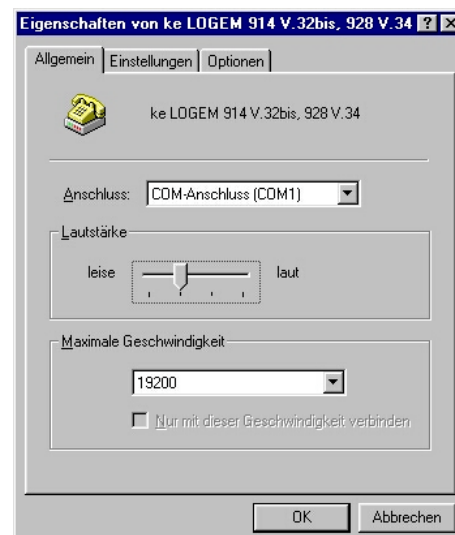 Eigenschaften von ke LOGEM 914 V.32bis, 928 V.34
Allgemein Einstellungen Optionen
ke LOGEM 914 V.32bis, 928 V.34
Anschluss: COM-Anschluss (COM1)
Lautstärke
leise laut
Maximale Geschwindigkeit
19200
Nur mit dieser Geschwindigkeit verbinden
OK Abbrechen